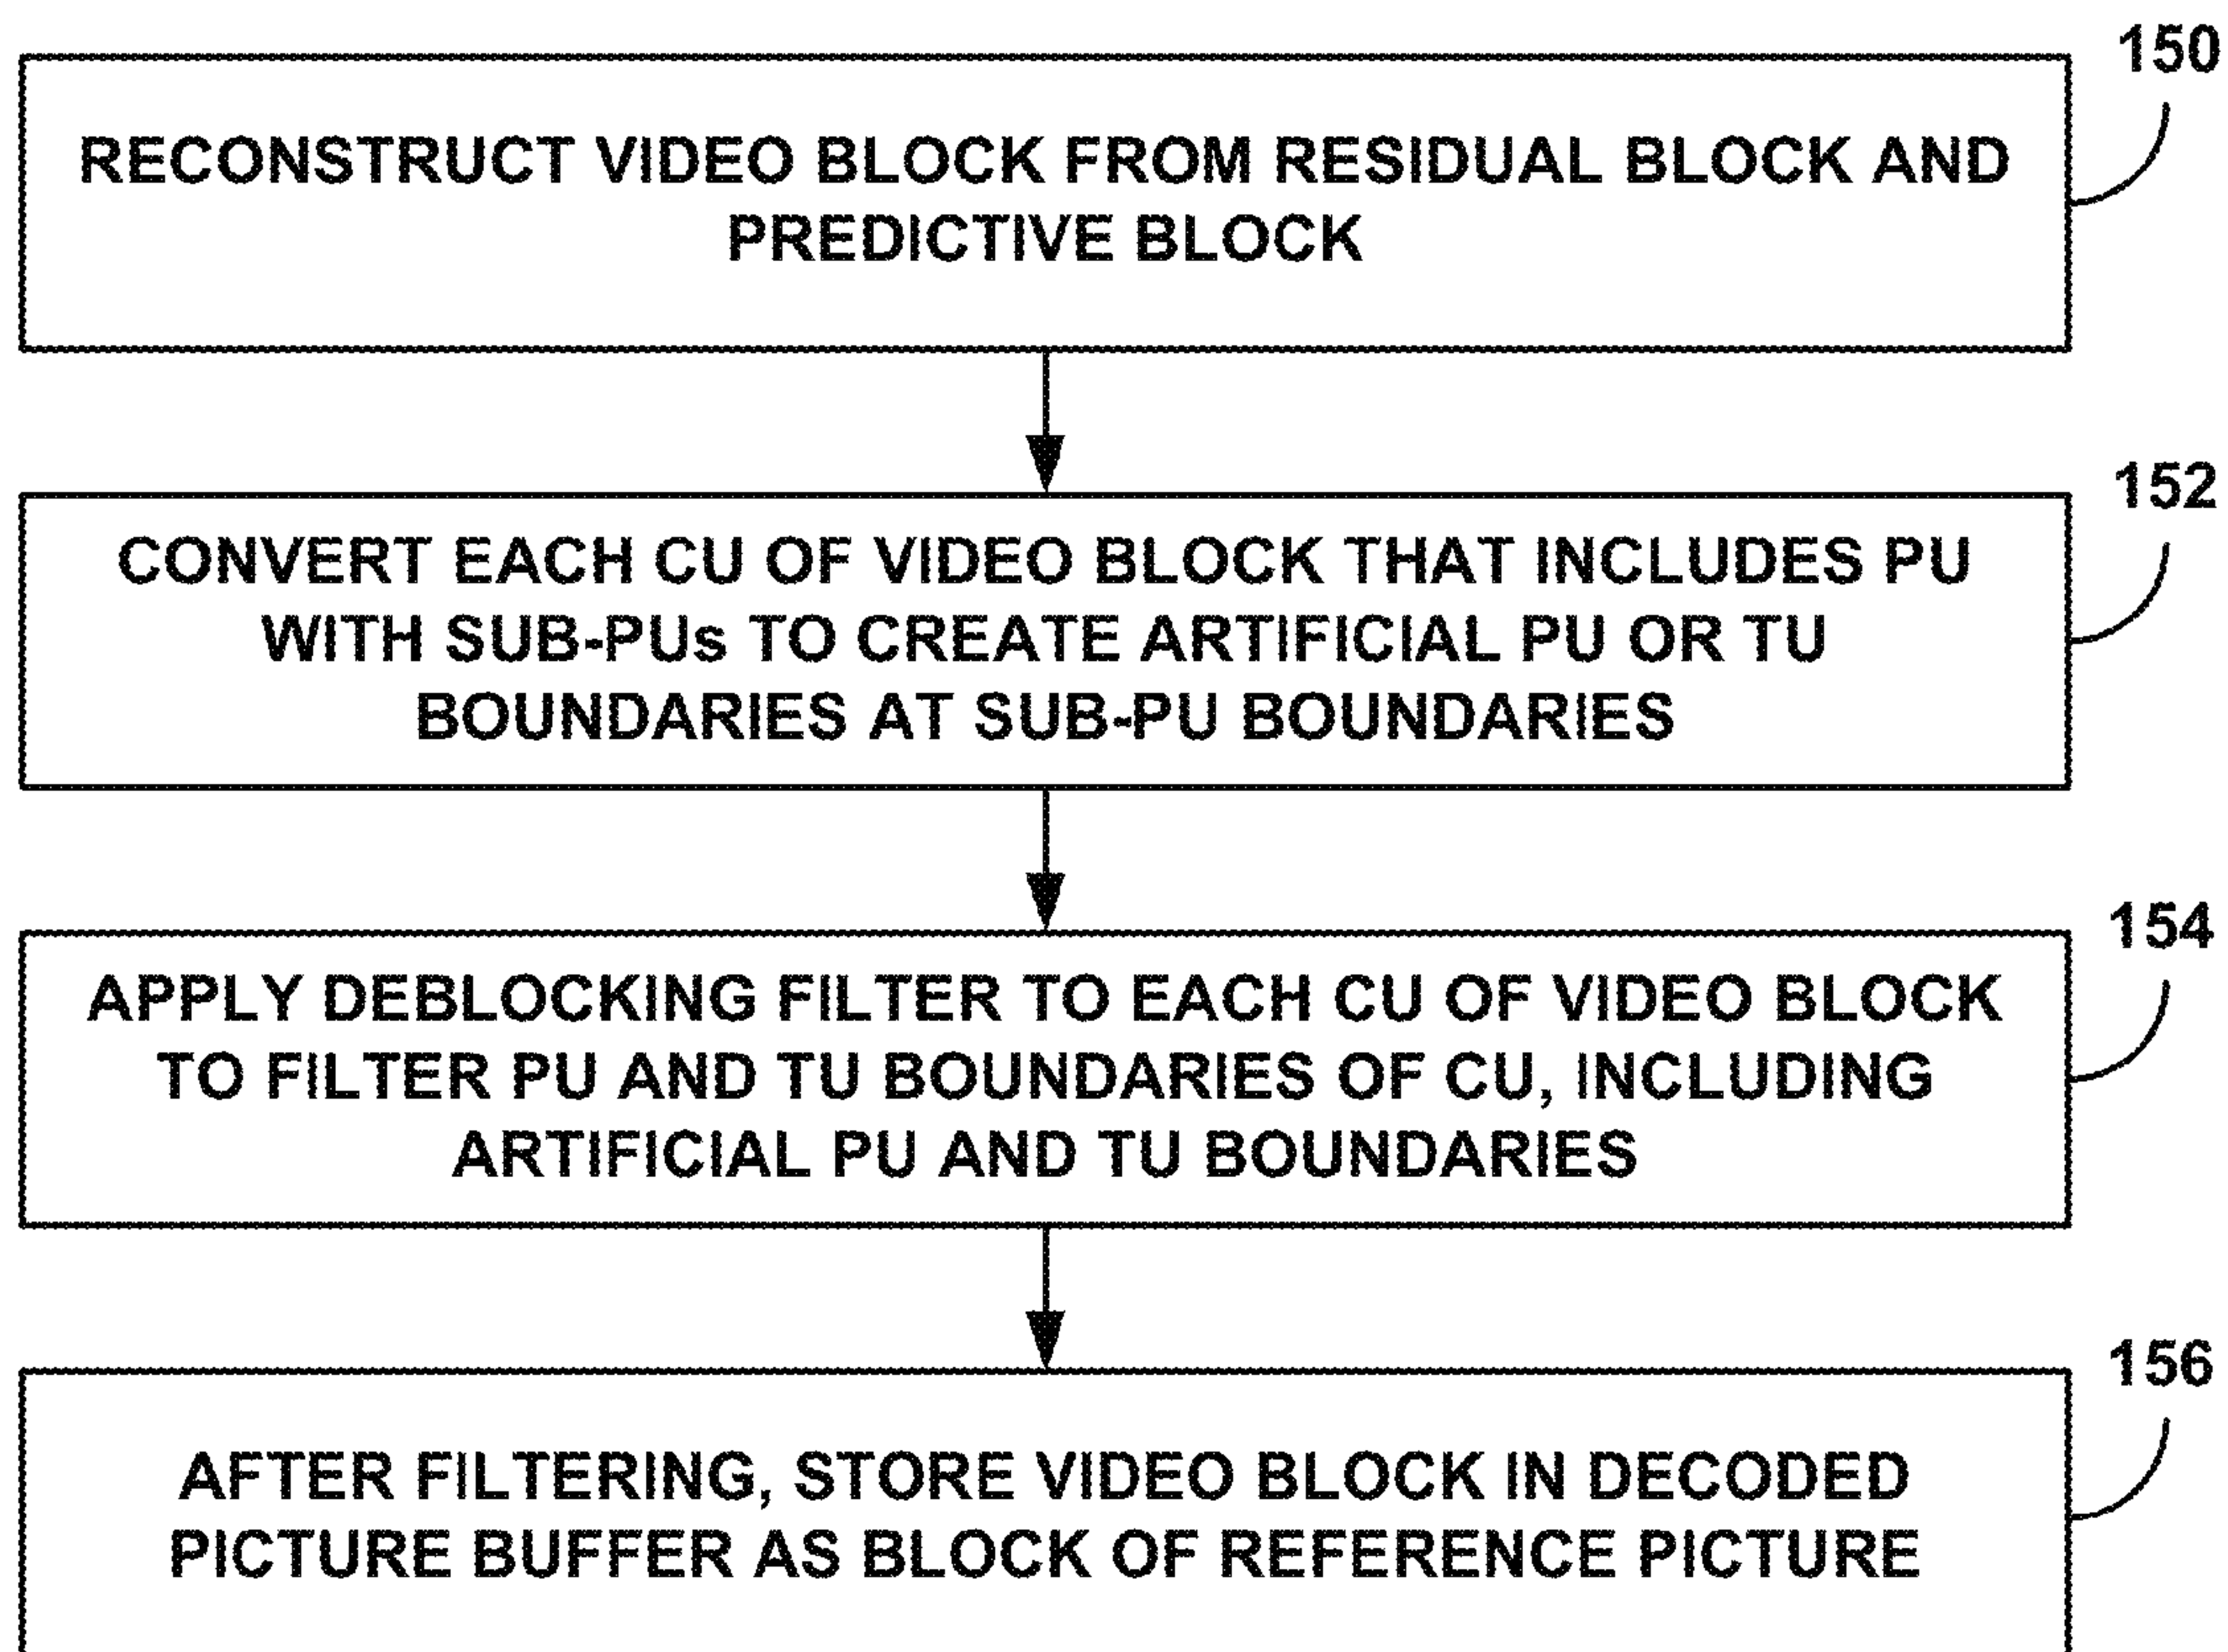 150
RECONSTRUCT VIDEO BLOCK FROM RESIDUAL BLOCK AND
PREDICTIVE BLOCK
152
CONVERT EACH CU OF VIDEO BLOCK THAT INCLUDES PU
WITH SUB-PUs TO CREATE ARTIFICIAL PU OR TU
BOUNDARIES AT SUB-PU BOUNDARIES
154
APPLY DEBLOCKING FILTER TO EACH CU OF VIDEO BLOCK
TO FILTER PU AND TU BOUNDARIES OF CU, INCLUDING
ARTIFICIAL PU AND TU BOUNDARIES
156
AFTER FILTERING, STORE VIDEO BLOCK IN DECODED
PICTURE BUFFER AS BLOCK OF REFERENCE PICTURE